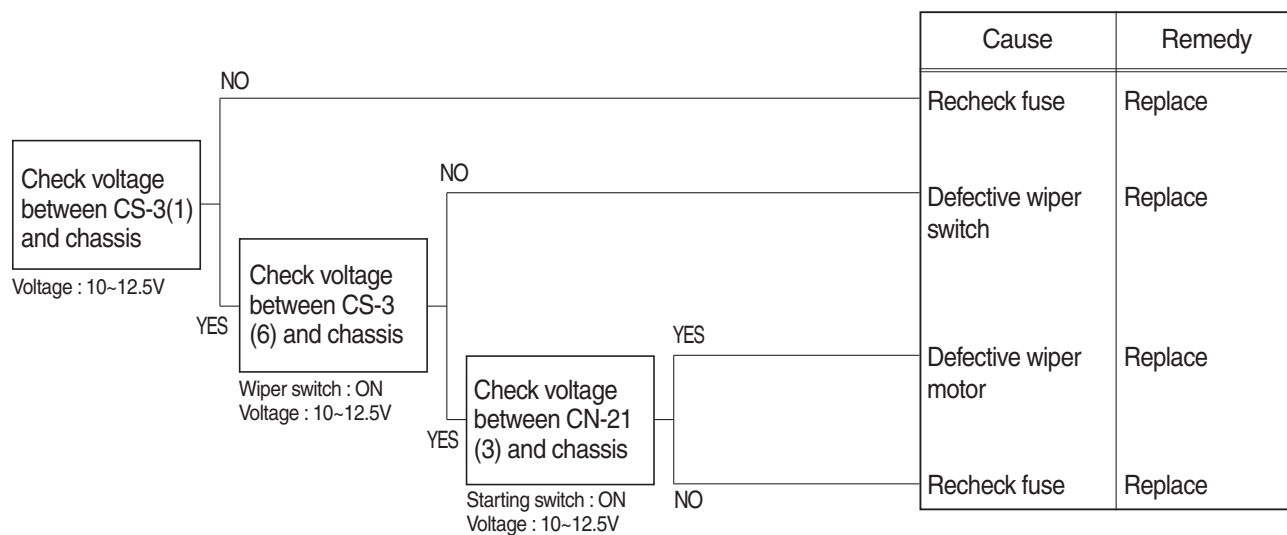 Cause
Remedy
NO
Recheck fuse
Replace
Check voltage
between CS-3(1)
and chassis
Voltage : 10~12.5V
NO
Defective wiper
switch
Replace
YES
Check voltage
between CS-3
(6) and chassis
Wiper switch : ON
Voltage : 10~12.5V
YES
Defective wiper
motor
Replace
YES
Check voltage
between CN-21
(3) and chassis
Starting switch : ON
Voltage : 10~12.5V
NO
Recheck fuse
Replace